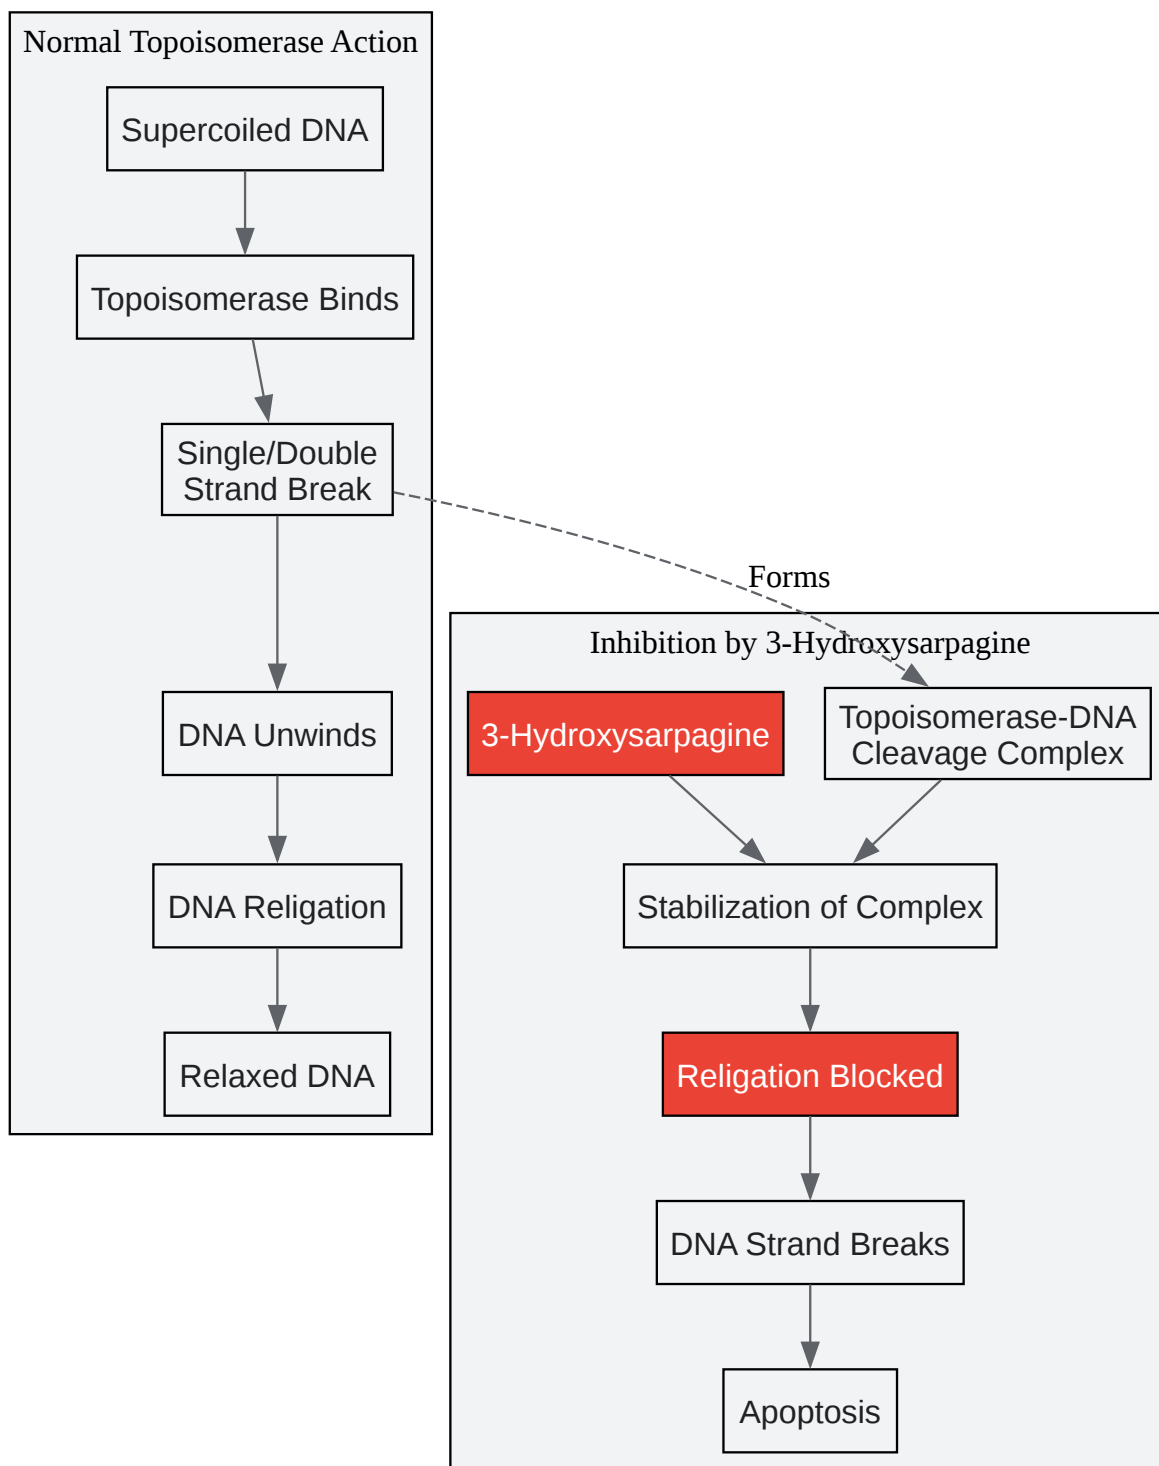 Normal Topoisomerase Action
Supercoiled DNA
Topoisomerase Binds
Single/Double
Strand Break
DNA Unwinds
DNA Religation
Relaxed DNA
Forms
Inhibition by 3-Hydroxysarpagine
3-Hydroxysarpagine
Topoisomerase-DNA
Cleavage Complex
Stabilization of Complex
Religation Blocked
DNA Strand Breaks
Apoptosis